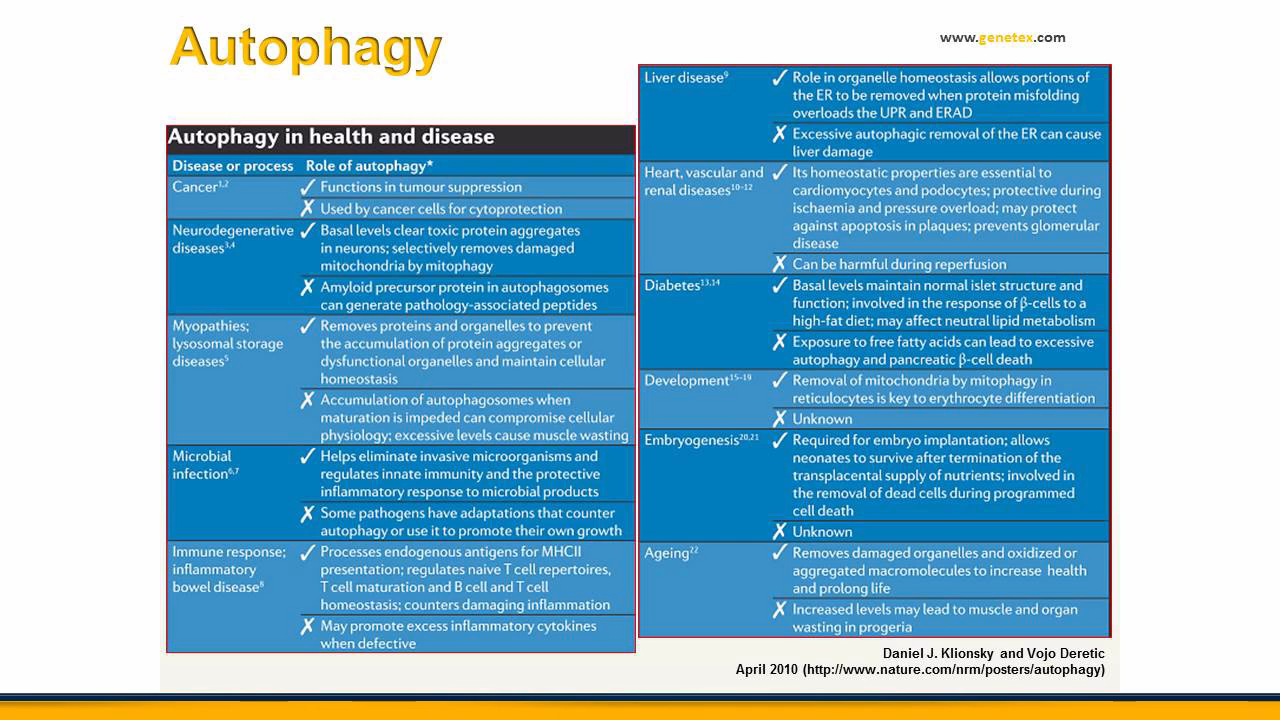 Autophagy
www.genetex.com
Autophagy in health and disease
Disease or process Role of autophagy*
Cancer1,2 ✓ Functions in tumour suppression
✗ Used by cancer cells for cytoprotection
Neurodegenerative ✓ Basal levels clear toxic protein aggregates
diseases3,4 in neurons; selectively removes damaged
mitochondria by mitophagy
✗ Amyloid precursor protein in autophagosomes
can generate pathology-associated peptides
Myopathies; ✓ Removes proteins and organelles to prevent
lysosomal storage the accumulation of protein aggregates or
diseases5 dysfunctional organelles and maintain cellular
homeostasis
✗ Accumulation of autophagosomes when
maturation is impeded can compromise cellular
physiology; excessive levels cause muscle wasting
Microbial ✓ Helps eliminate invasive microorganisms and
infection6,7 regulates innate immunity and the protective
inflammatory response to microbial products
✗ Some pathogens have adaptations that counter
autophagy or use it to promote their own growth
Immune response; ✓ Processes endogenous antigens for MHCII
inflammatory presentation; regulates naive T cell repertoires,
bowel disease8 T cell maturation and B cell and T cell
homeostasis; counters damaging inflammation
✗ May promote excess inflammatory cytokines
when defective
Liver disease9 ✓ Role in organelle homeostasis allows portions of
the ER to be removed when protein misfolding
overloads the UPR and ERAD
✗ Excessive autophagic removal of the ER can cause
liver damage
Heart, vascular and ✓ Its homeostatic properties are essential to
renal diseases10–12 cardiomyocytes and podocytes; protective during
ischaemia and pressure overload; may protect
against apoptosis in plaques; prevents glomerular
disease
✗ Can be harmful during reperfusion
Diabetes13,14 ✓ Basal levels maintain normal islet structure and
function; involved in the response of β-cells to a
high-fat diet; may affect neutral lipid metabolism
✗ Exposure to free fatty acids can lead to excessive
autophagy and pancreatic β-cell death
Development15–19 ✓ Removal of mitochondria by mitophagy in
reticulocytes is key to erythrocyte differentiation
✗ Unknown
Embryogenesis20,21 ✓ Required for embryo implantation; allows
neonates to survive after termination of the
transplacental supply of nutrients; involved in
the removal of dead cells during programmed
cell death
✗ Unknown
Ageing22 ✓ Removes damaged organelles and oxidized or
aggregated macromolecules to increase health
and prolong life
✗ Increased levels may lead to muscle and organ
wasting in progeria
Daniel J. Klionsky and Vojo Deretic
April 2010 (http://www.nature.com/nrm/posters/autophagy)